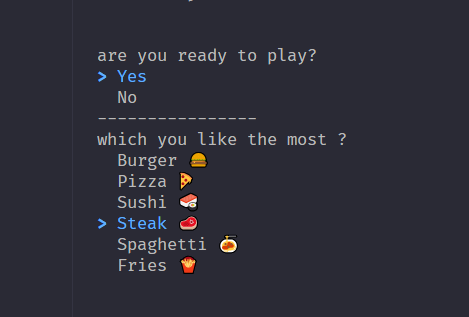 are you ready to play?
> Yes
No
----------------
which you like the most ?
Burger 🍔
Pizza 🍕
Sushi 🍣
> Steak 🥩
Spaghetti 🍝
Fries 🍟